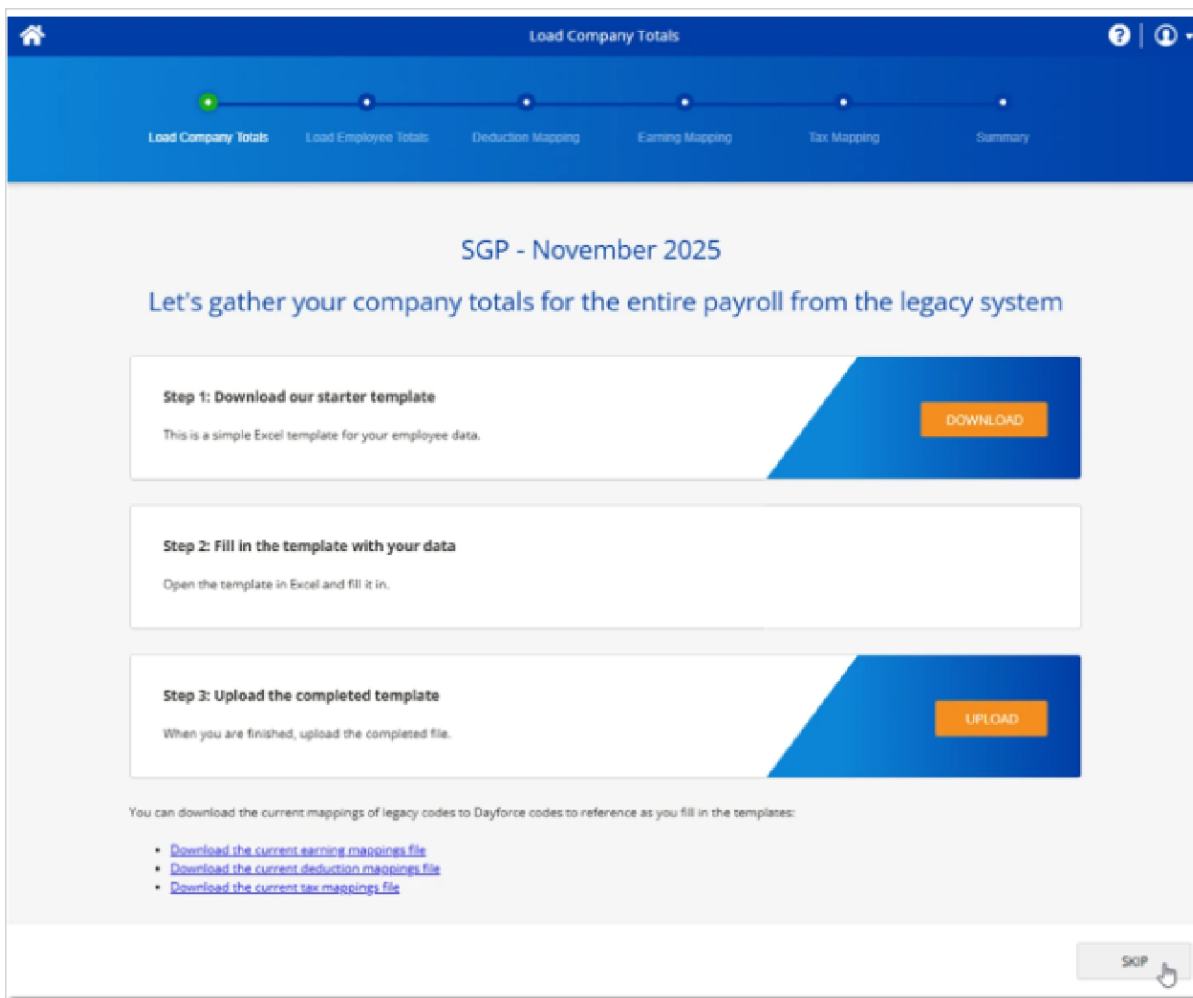 Load Company Totals
?
Load Company Totals
Load Employee Totals
Deduction Mapping
Earning Mapping
Tax Mapping
Summary
SGP - November 2025
Let's gather your company totals for the entire payroll from the legacy system
Step 1: Download our starter template
This is a simple Excel template for your employee data.
DOWNLOAD
Step 2: Fill in the template with your data
Open the template in Excel and fill it in.
Step 3: Upload the completed template
When you are finished, upload the completed file.
UPLOAD
You can download the current mappings of legacy codes to Dayforce codes to reference as you fill in the templates:
• Download the current earning mappings file
• Download the current deduction mappings file
• Download the current tax mappings file
SKIP